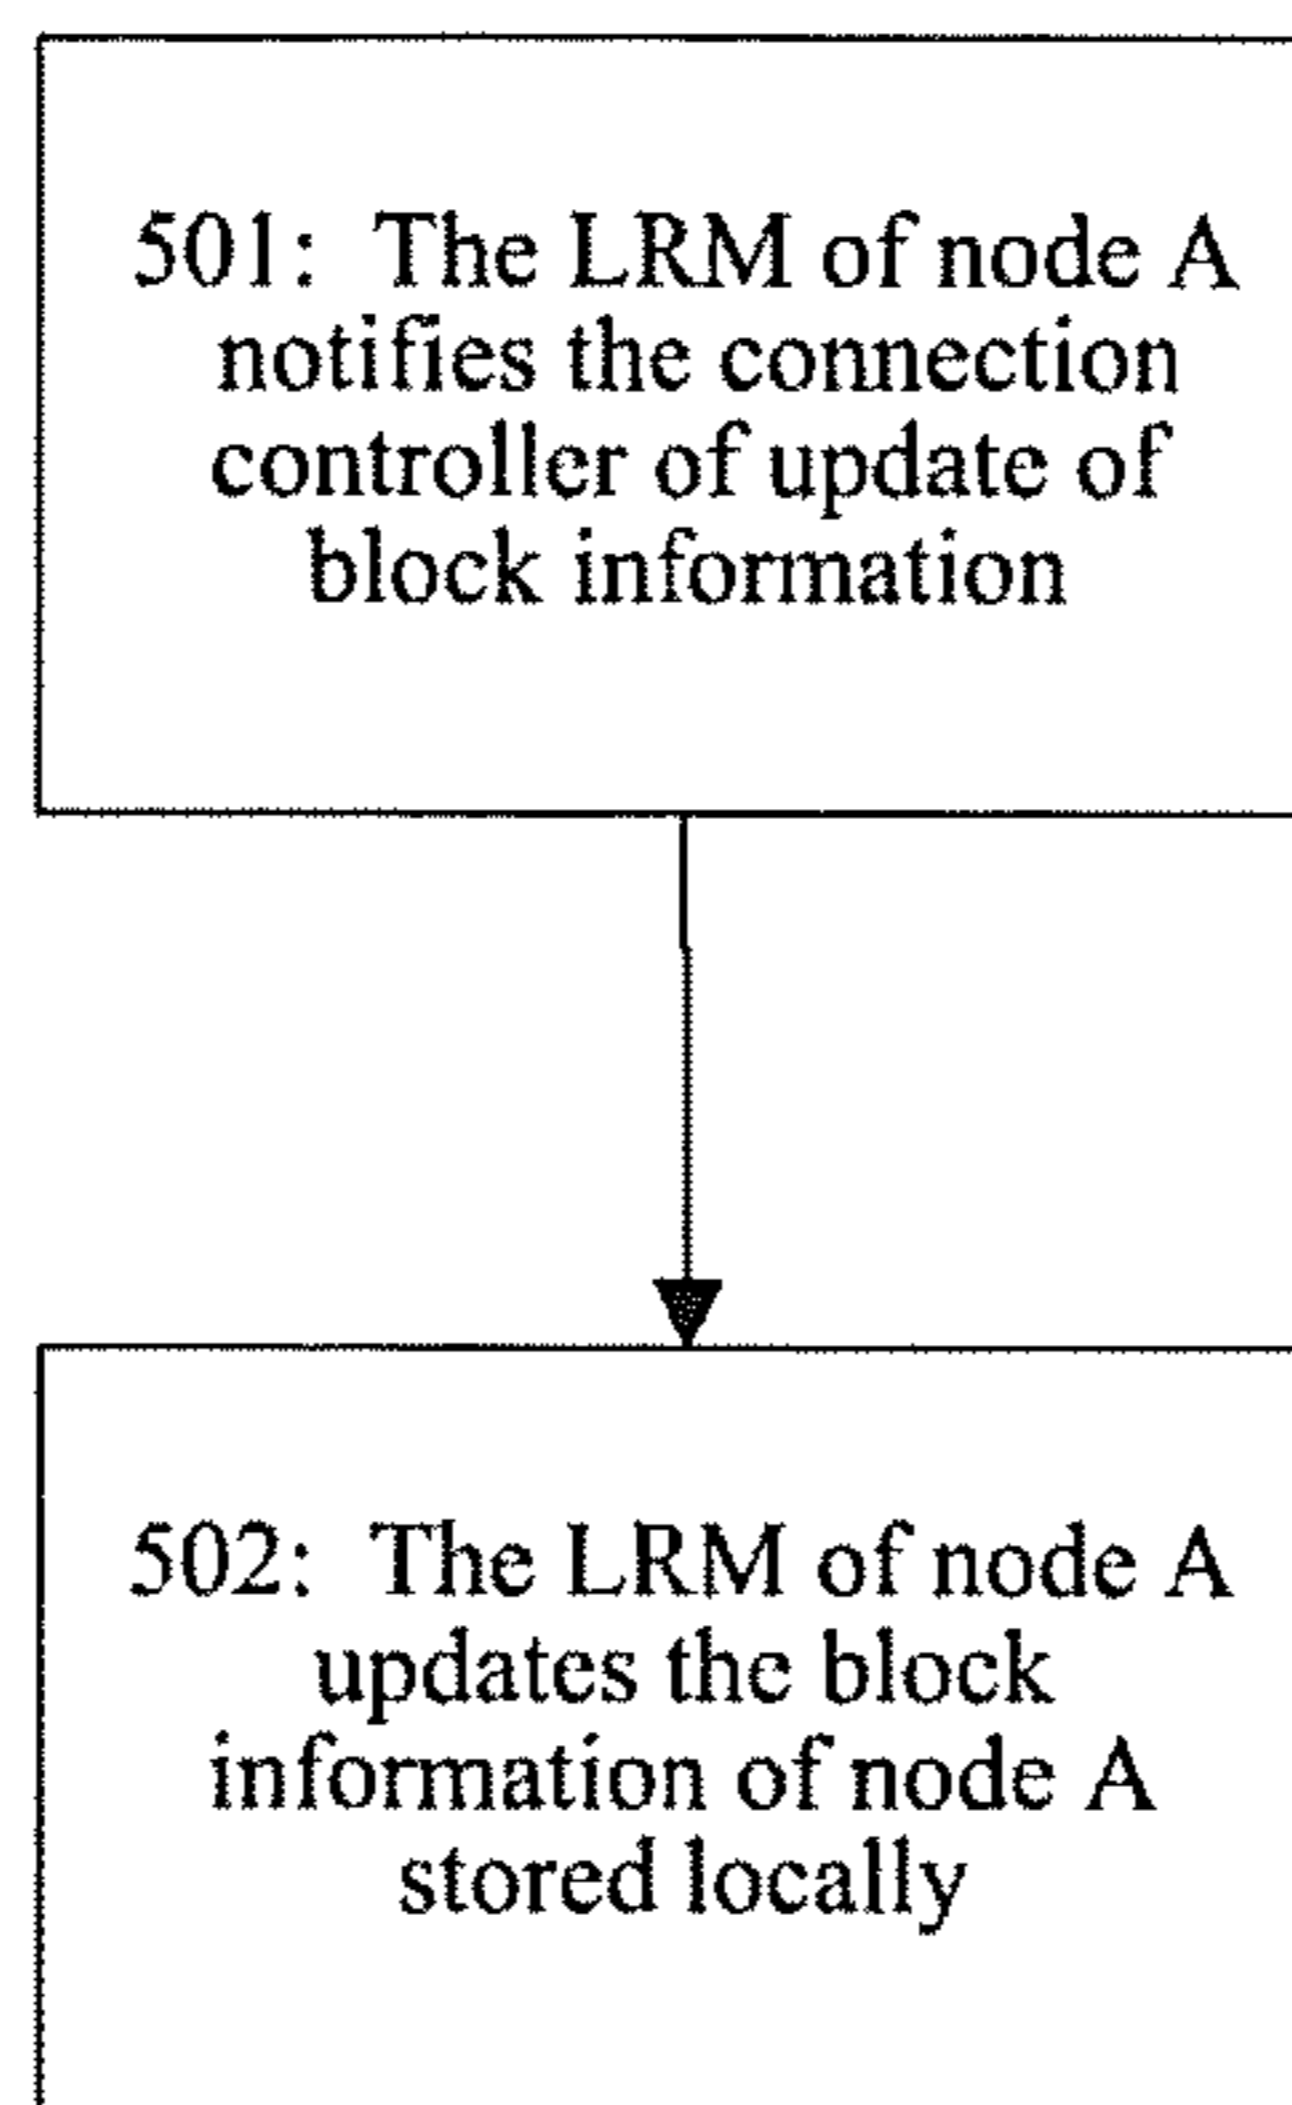 501: The LRM of node A
notifies the connection
controller of update of
block information
502: The LRM of node A
updates the block
information of node A
stored locally